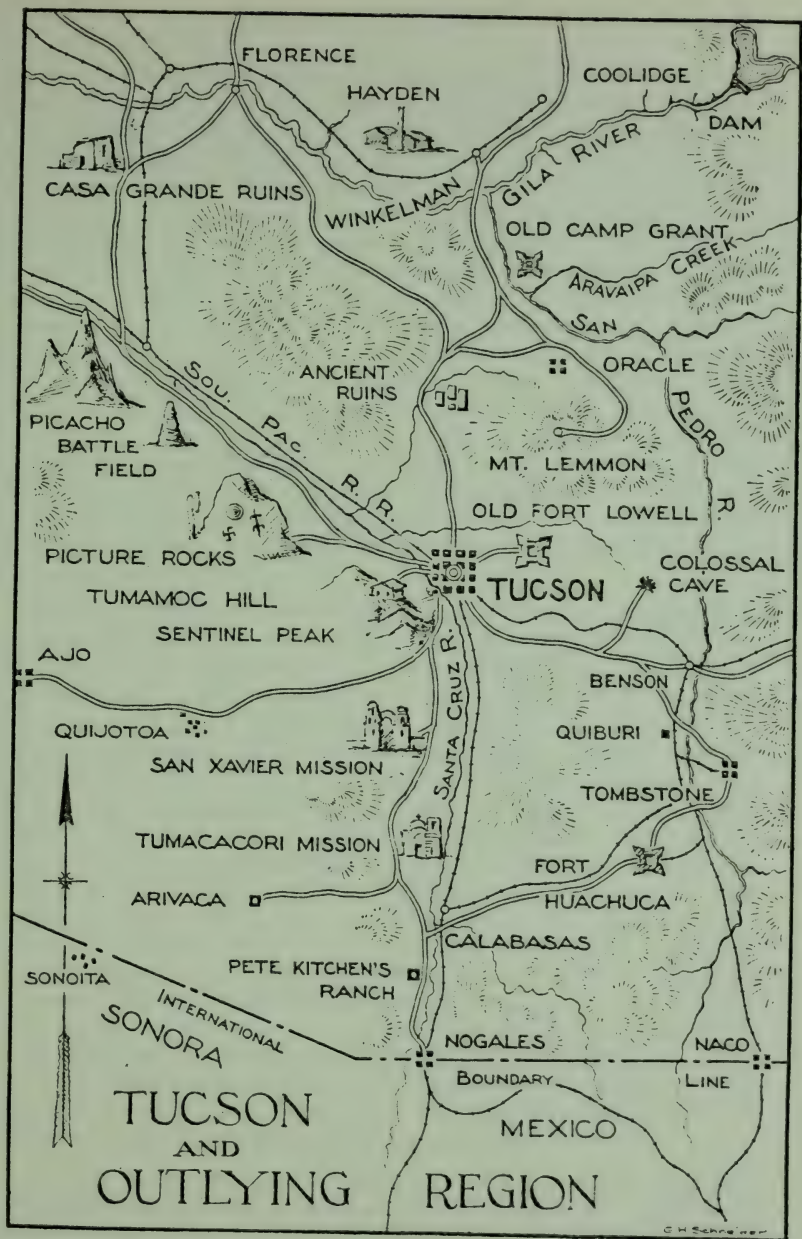 FLORENCE
COOLIDGE
HAYDEN
DAM
CASA GRANDE RUINS
WINKELMAN
GILA RIVER
OLD CAMP GRANT
ARAVAIPA CREEK
SAN PEDRO R.
ORACLE
ANCIENT
RUINS
SOU. PAC. R. R.
PICACHO
BATTLE
FIELD
MT. LEMMON
OLD FORT LOWELL
PICTURE ROCKS
TUCSON
COLOSSAL
CAVE
TUMAMOC HILL
SENTINEL PEAK
AJO
BENSON
QUIJOTOA
SANTA CRUZ R.
QUIBURI
SAN XAVIER MISSION
TOMBSTONE
TUMACACORI MISSION
FORT
HUACHUCA
ARIVACA
CALABASAS
PETE KITCHEN'S
RANCH
SONOITA
INTERNATIONAL
SONORA
NOGALES
NACO
BOUNDARY
LINE
MEXICO
TUCSON
AND
OUTLYING REGION
C H Schreiner